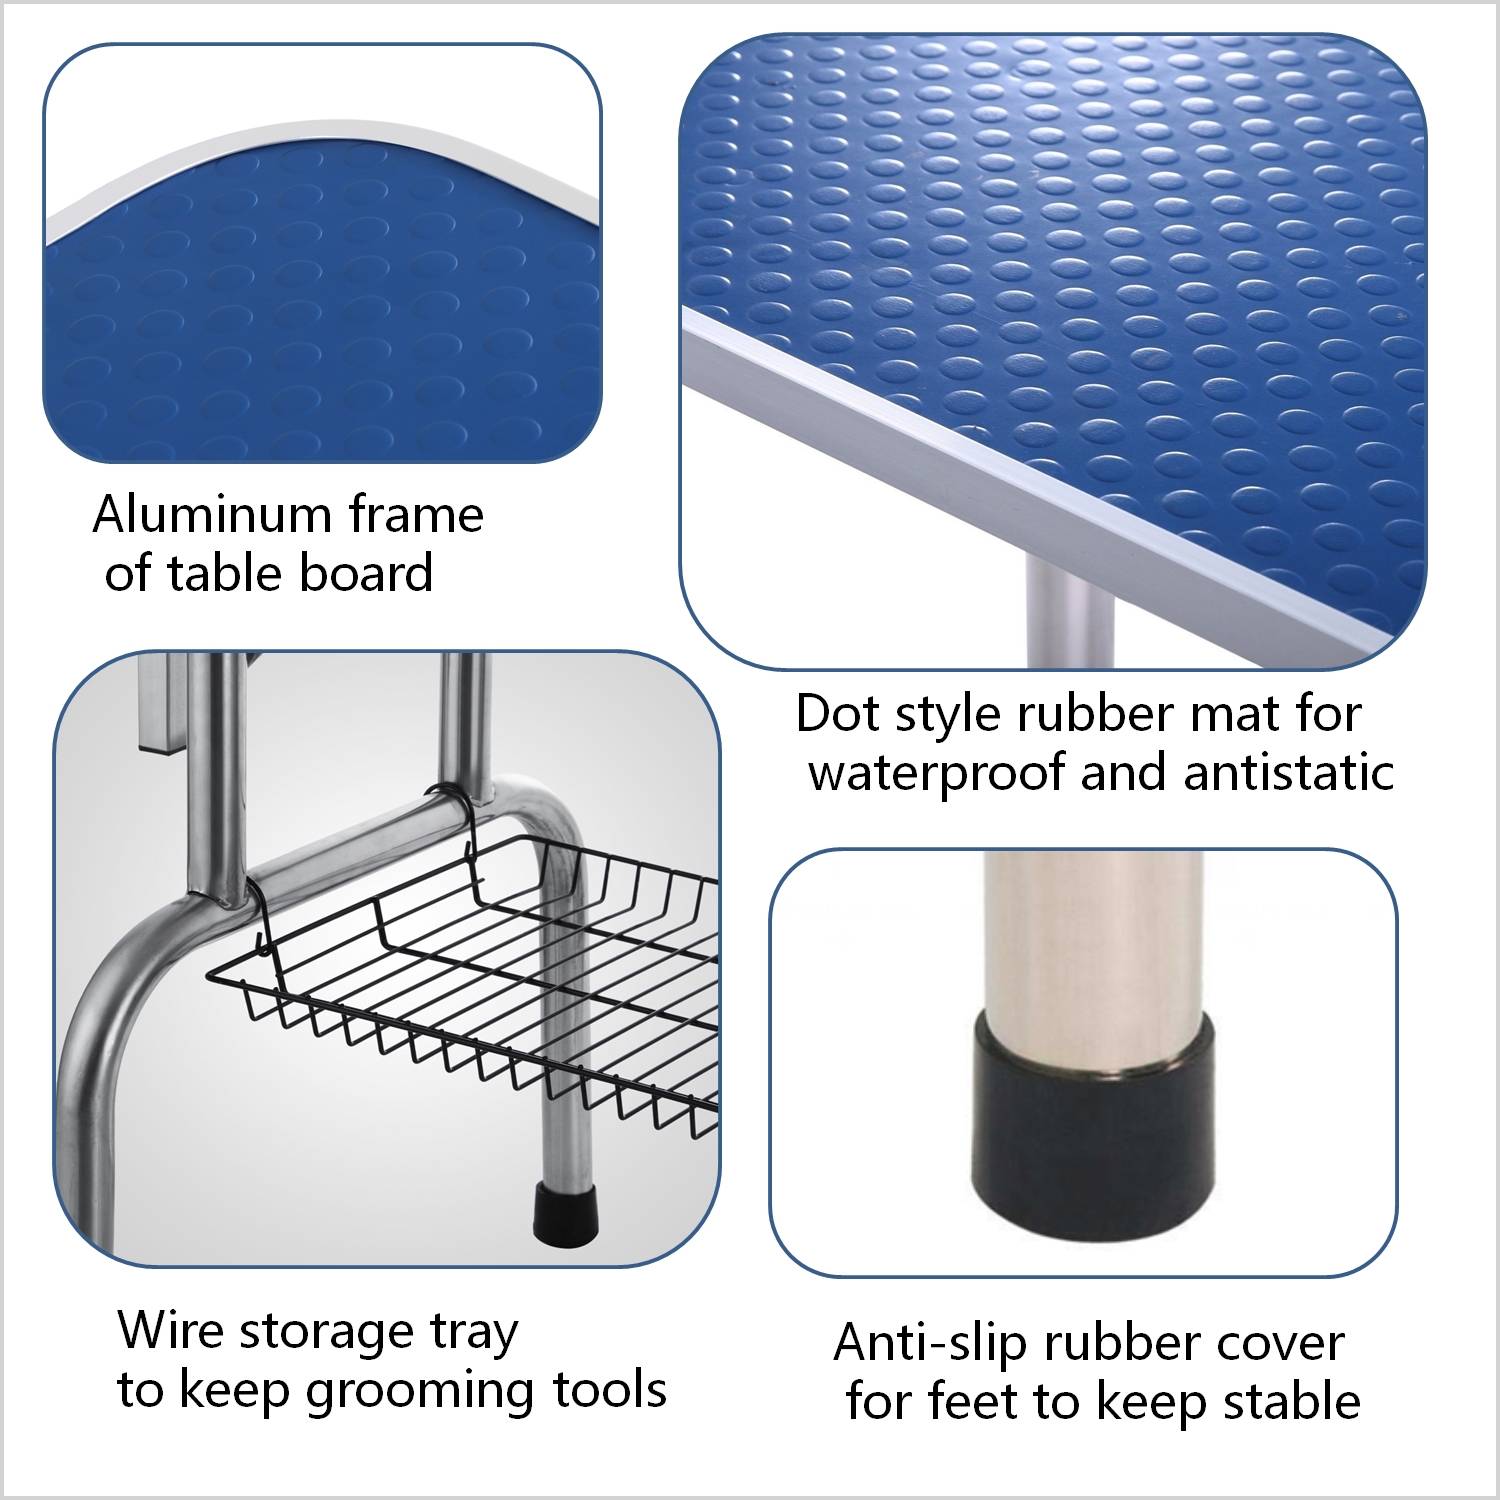 Aluminum frame
of table board
Dot style rubber mat for
waterproof and antistatic
Wire storage tray
to keep grooming tools
Anti-slip rubber cover
for feet to keep stable